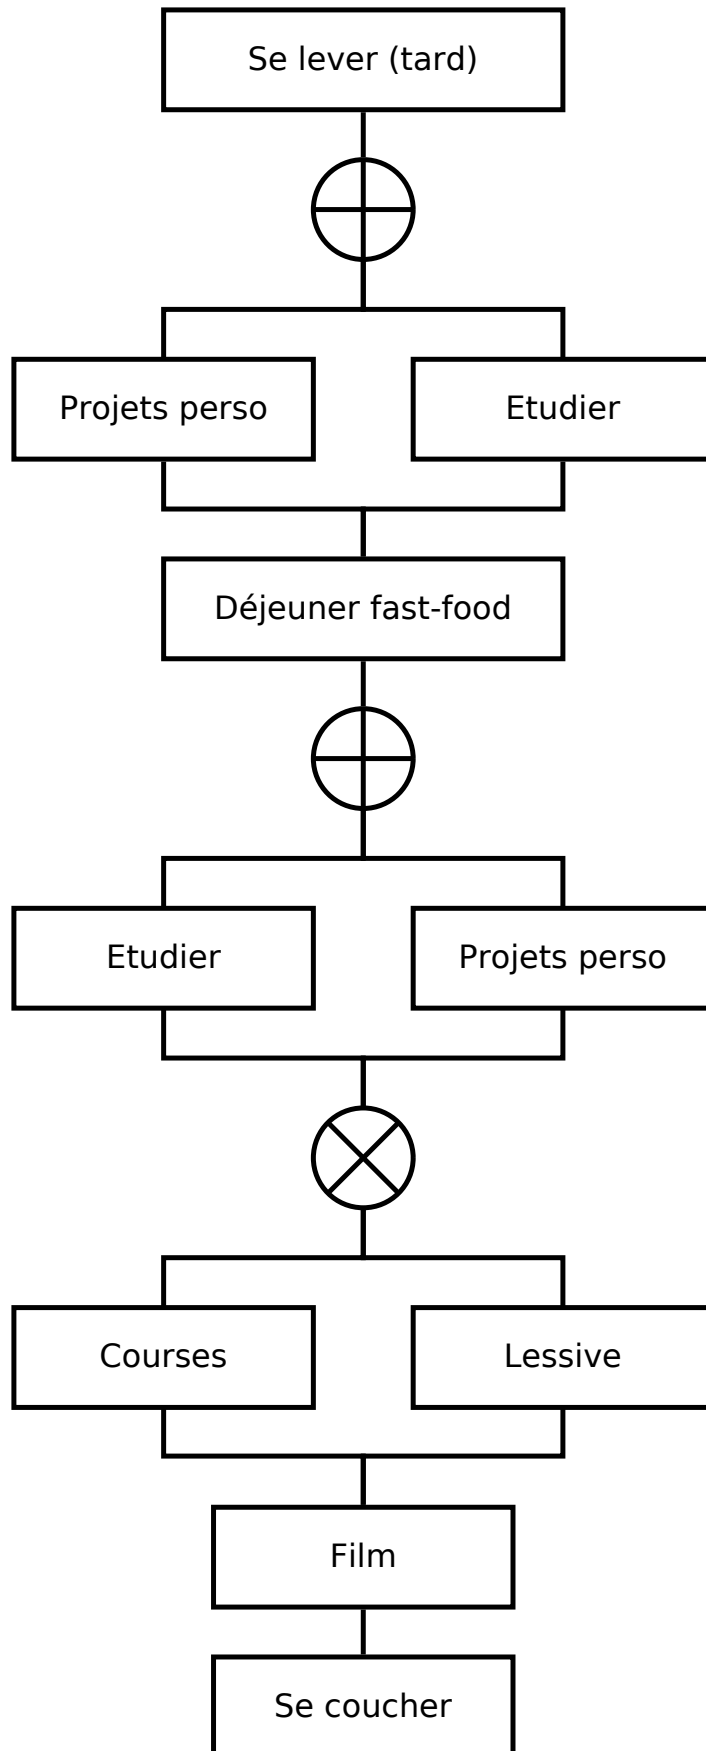 Se lever (tard)
Projets perso
Etudier
Déjeuner fast-food
Etudier
Projets perso
Courses
Lessive
Film
Se coucher